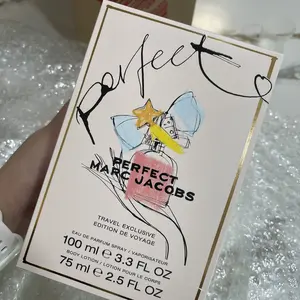 perfect
PERFECT
MARC JACOBS
TRAVEL EXCLUSIVE
EDITION DE VOYAGE
EAU DE PARFUM SPRAY / VAPORISATEUR
100 ml ℮ 3.3 FL OZ
BODY LOTION / LOTION POUR LE CORPS
75 ml ℮ 2.5 FL OZ